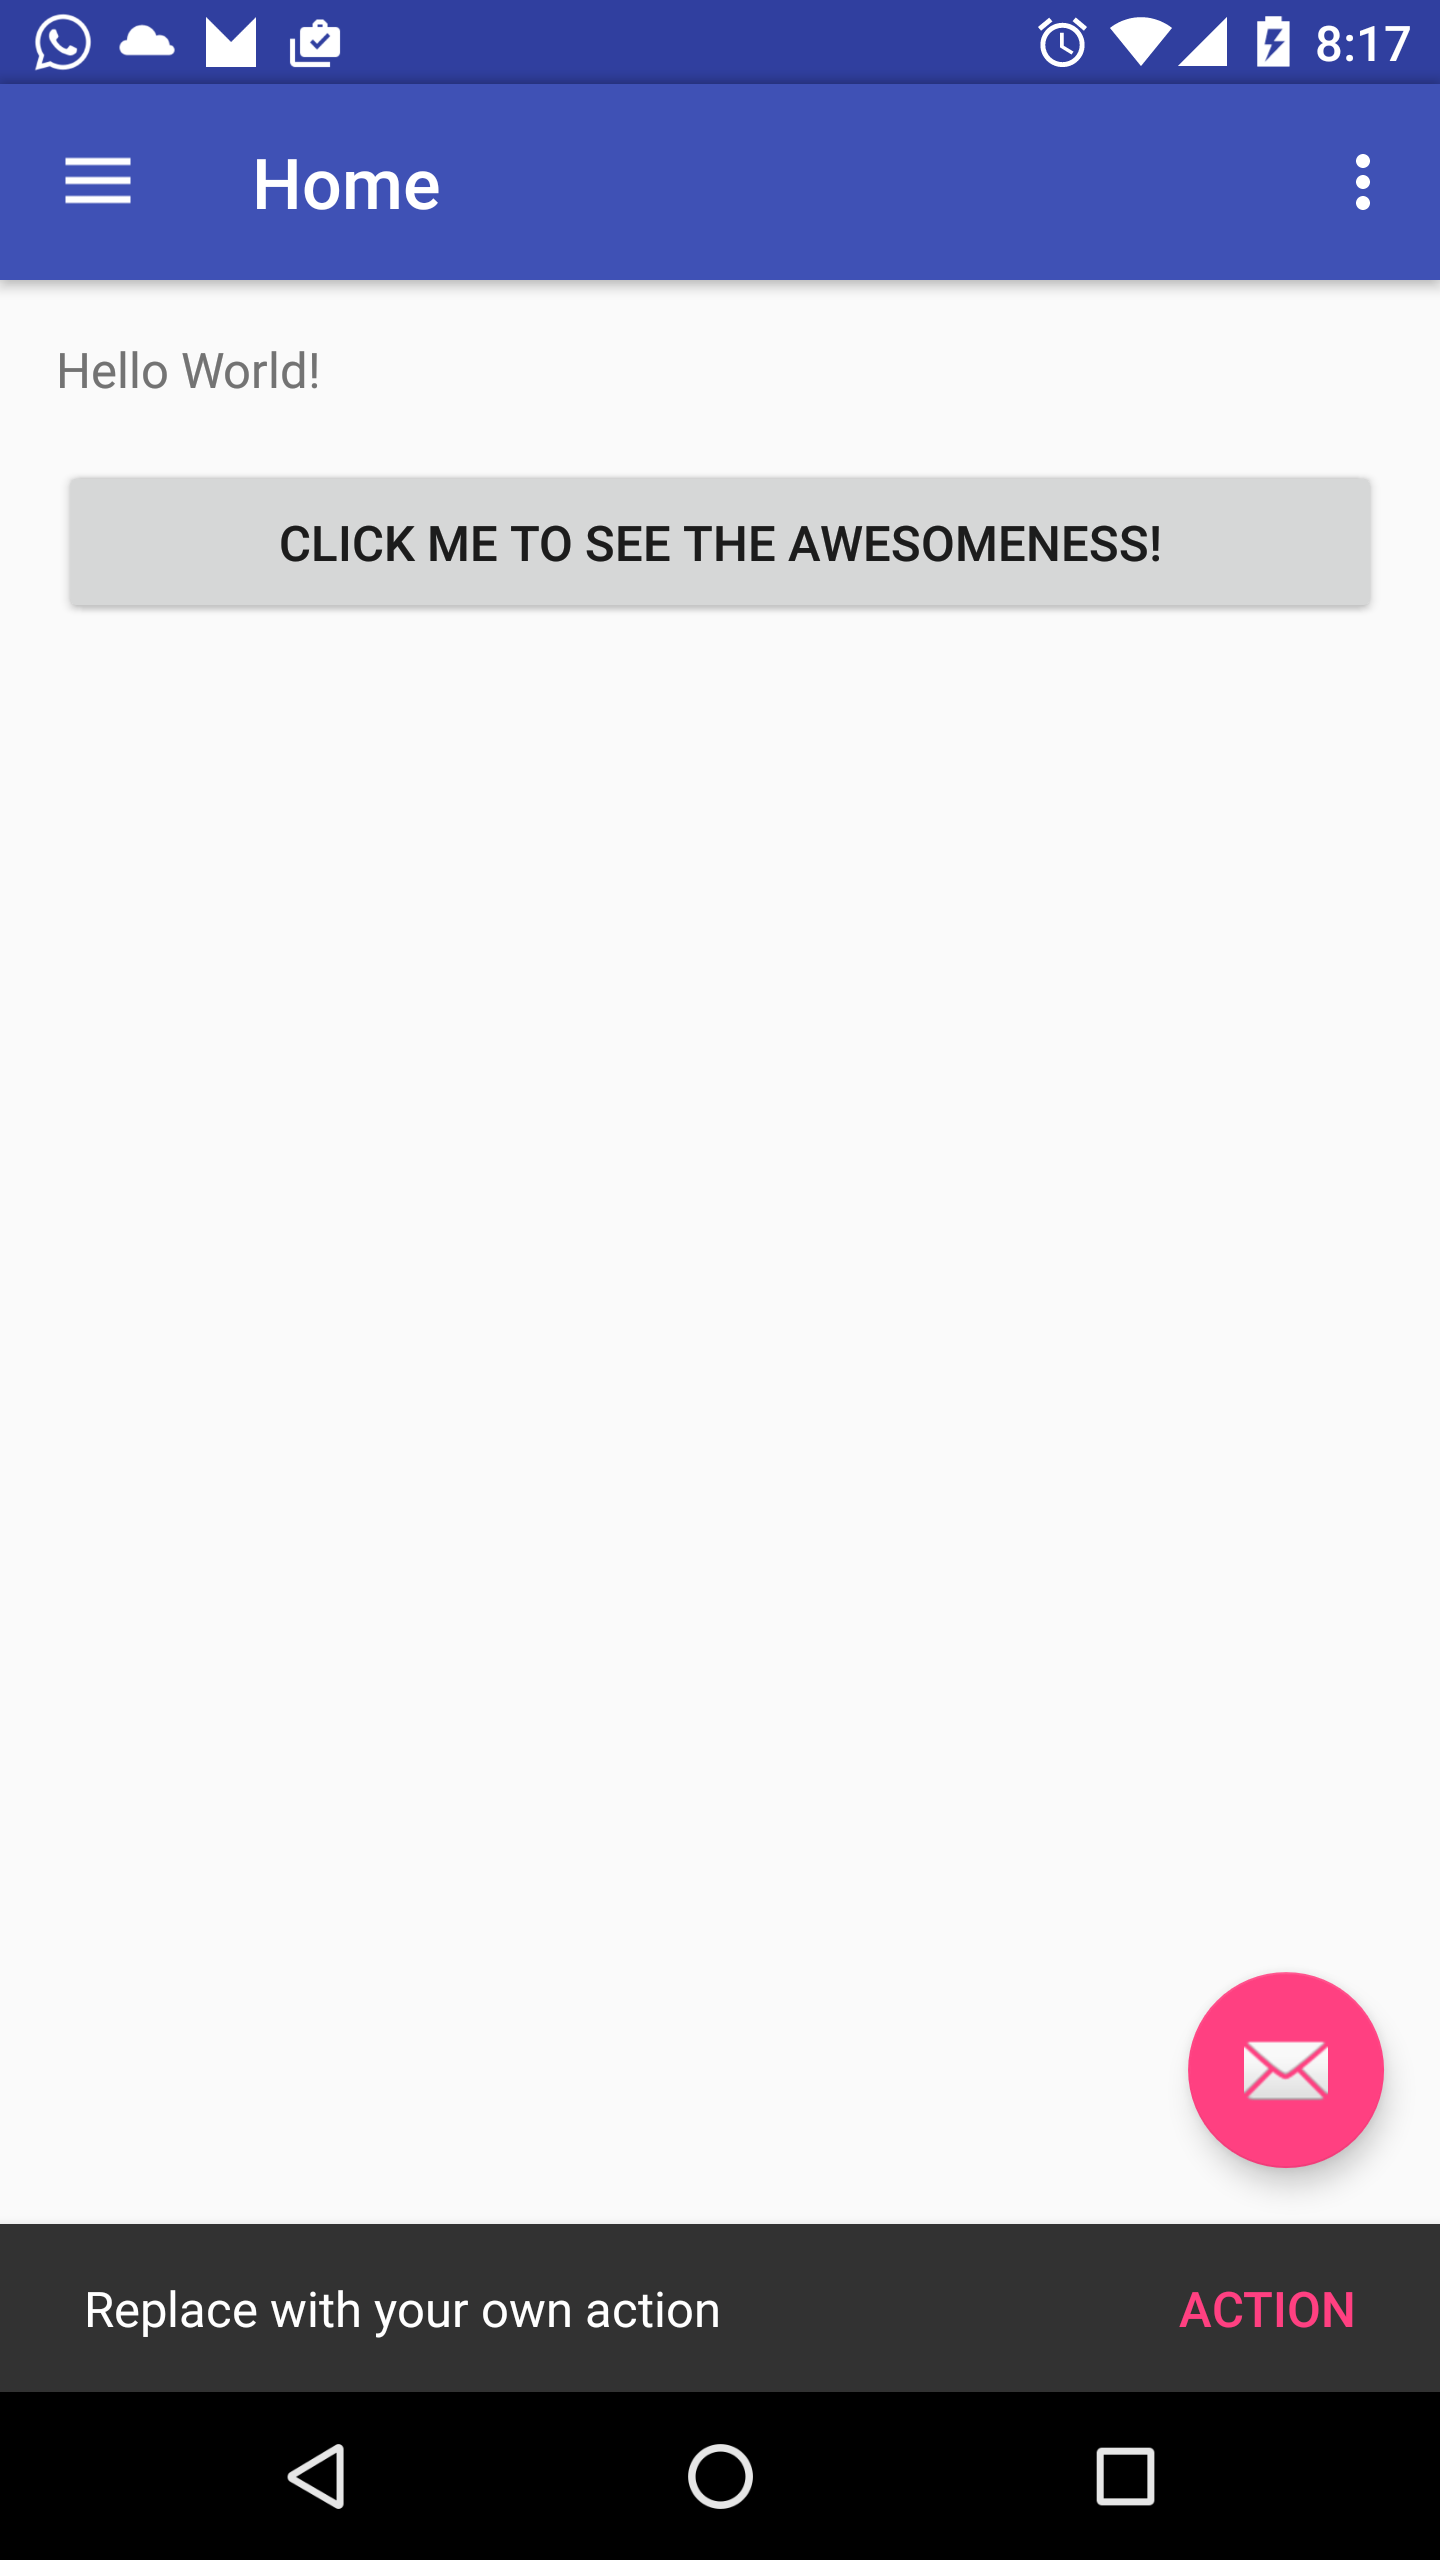 8:17
Home
Hello World!
CLICK ME TO SEE THE AWESOMENESS!
Replace with your own action
ACTION